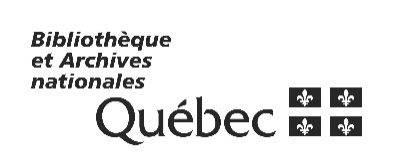 Bibliothèque
et Archives
nationales
Québec